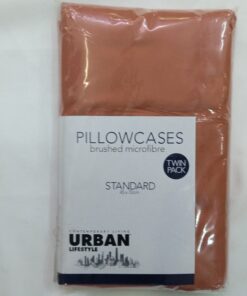 PILLOWCASES
brushed microfibre
TWIN
PACK
STANDARD
CONTEMPORARY LIVING
URBAN
LIFESTYLE